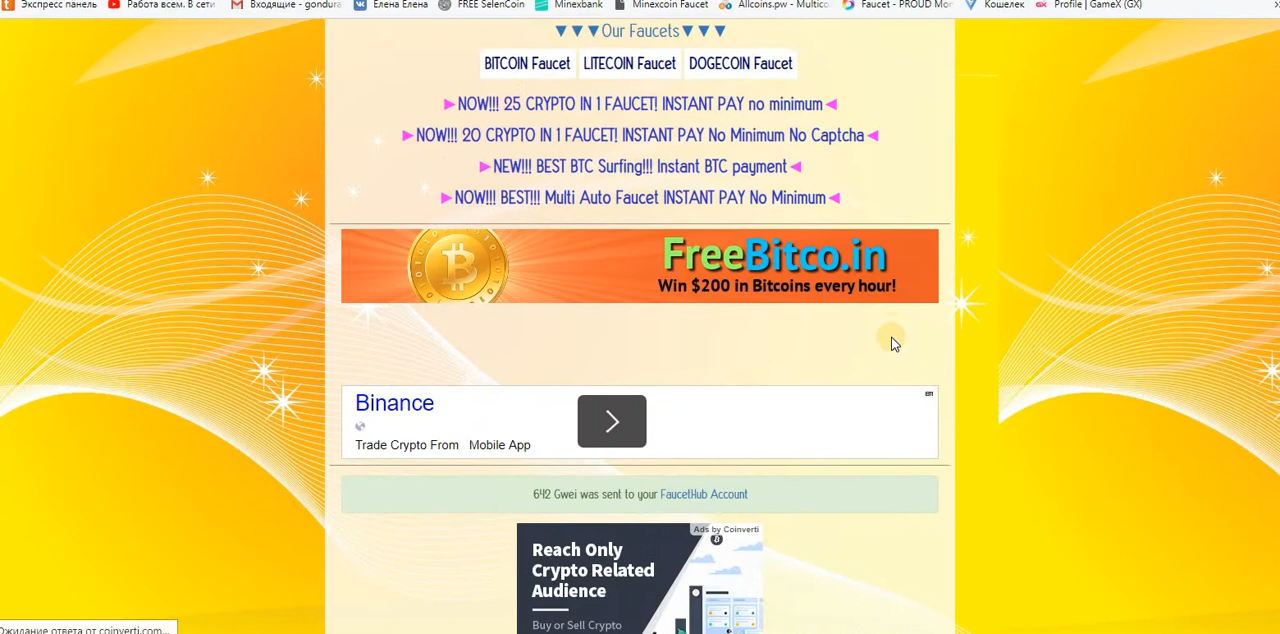 Экспресс панель Работа всем. В сети Входящие - gondura Елена Елена FREE SelenCoin Minexbank Minexcoin Faucet Allcoins.pw - Multico Faucet - PROUD Mon Кошелек Profile | GameX (GX)
▼▼▼Our Faucets▼▼▼
BITCOIN Faucet LITECOIN Faucet DOGECOIN Faucet
►NOW!!! 25 CRYPTO IN 1 FAUCET! INSTANT PAY no minimum◄
►NOW!!! 20 CRYPTO IN 1 FAUCET! INSTANT PAY No Minimum No Captcha◄
►NEW!!! BEST BTC Surfing!!! Instant BTC payment◄
►NOW!!! BEST!!! Multi Auto Faucet INSTANT PAY No Minimum◄
FreeBitco.in
Win $200 in Bitcoins every hour!
Binance
Trade Crypto From Mobile App
642 Gwei was sent to your FaucetHub Account
Ads by Coinverti
Reach Only
Crypto Related
Audience
Buy or Sell Crypto
Ожидание ответа от coinverti.com...